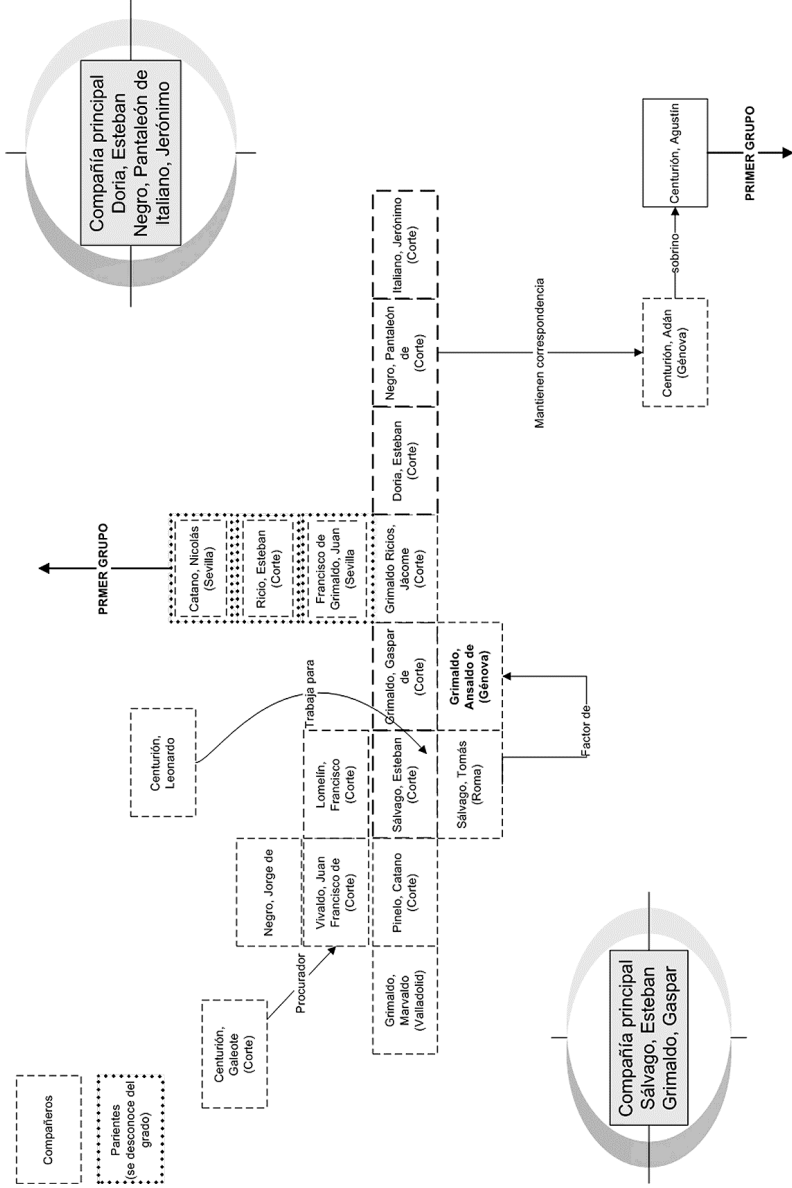 Compañeros
Parientes
(se desconoce del
grado)
Compañía principal
Doria, Esteban
Negro, Pantaleón de
Italiano, Jerónimo
PRMER GRUPO
Centurión,
Leonardo
Catano, Nicolás
(Sevilla)
Centurión,
Galeote
(Corte)
Negro, Jorge de
Ricio, Esteban
(Corte)
Procurador
Trabaja para
Vivaldo, Juan
Francisco de
(Corte)
Lomelín,
Francisco
(Corte)
Francisco de
Grimaldo, Juan
(Sevilla
Grimaldo,
Marvaldo
(Valladolid)
Pinelo, Catano
(Corte)
Sálvago, Esteban
(Corte)
Grimaldo, Gaspar
de
(Corte)
Grimaldo Ricios,
Jácome
(Corte)
Doria, Esteban
(Corte)
Negro, Pantaleón
de
(Corte)
Italiano, Jerónimo
(Corte)
Sálvago, Tomás
(Roma)
Grimaldo,
Ansaldo de
(Génova)
Mantienen correspondencia
Factor de
Compañía principal
Sálvago, Esteban
Grimaldo, Gaspar
Centurión, Adán
(Génova)
sobrino
Centurión, Agustín
PRIMER GRUPO